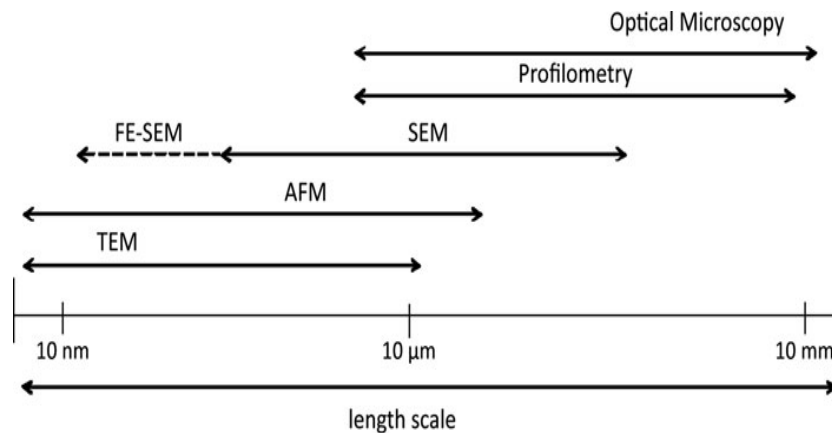 Optical Microscopy
Profilometry
FE-SEM SEM
AFM
TEM
10 nm 10 µm 10 mm
length scale